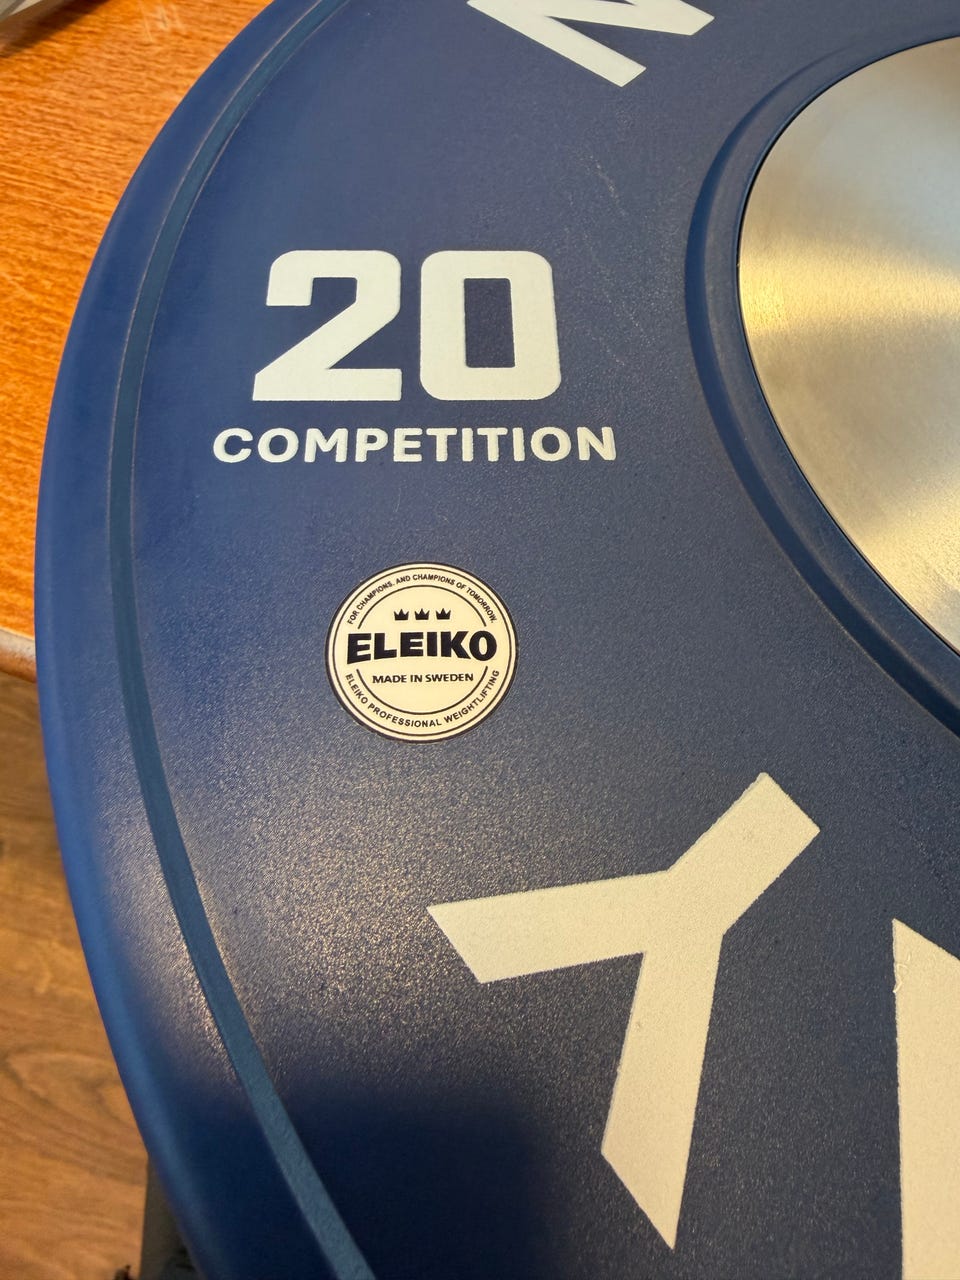 20
COMPETITION
FOR CHAMPIONS. AND CHAMPIONS OF TOMORROW.
ELEIKO
MADE IN SWEDEN
ELEIKO PROFESSIONAL WEIGHTLIFTING
Y